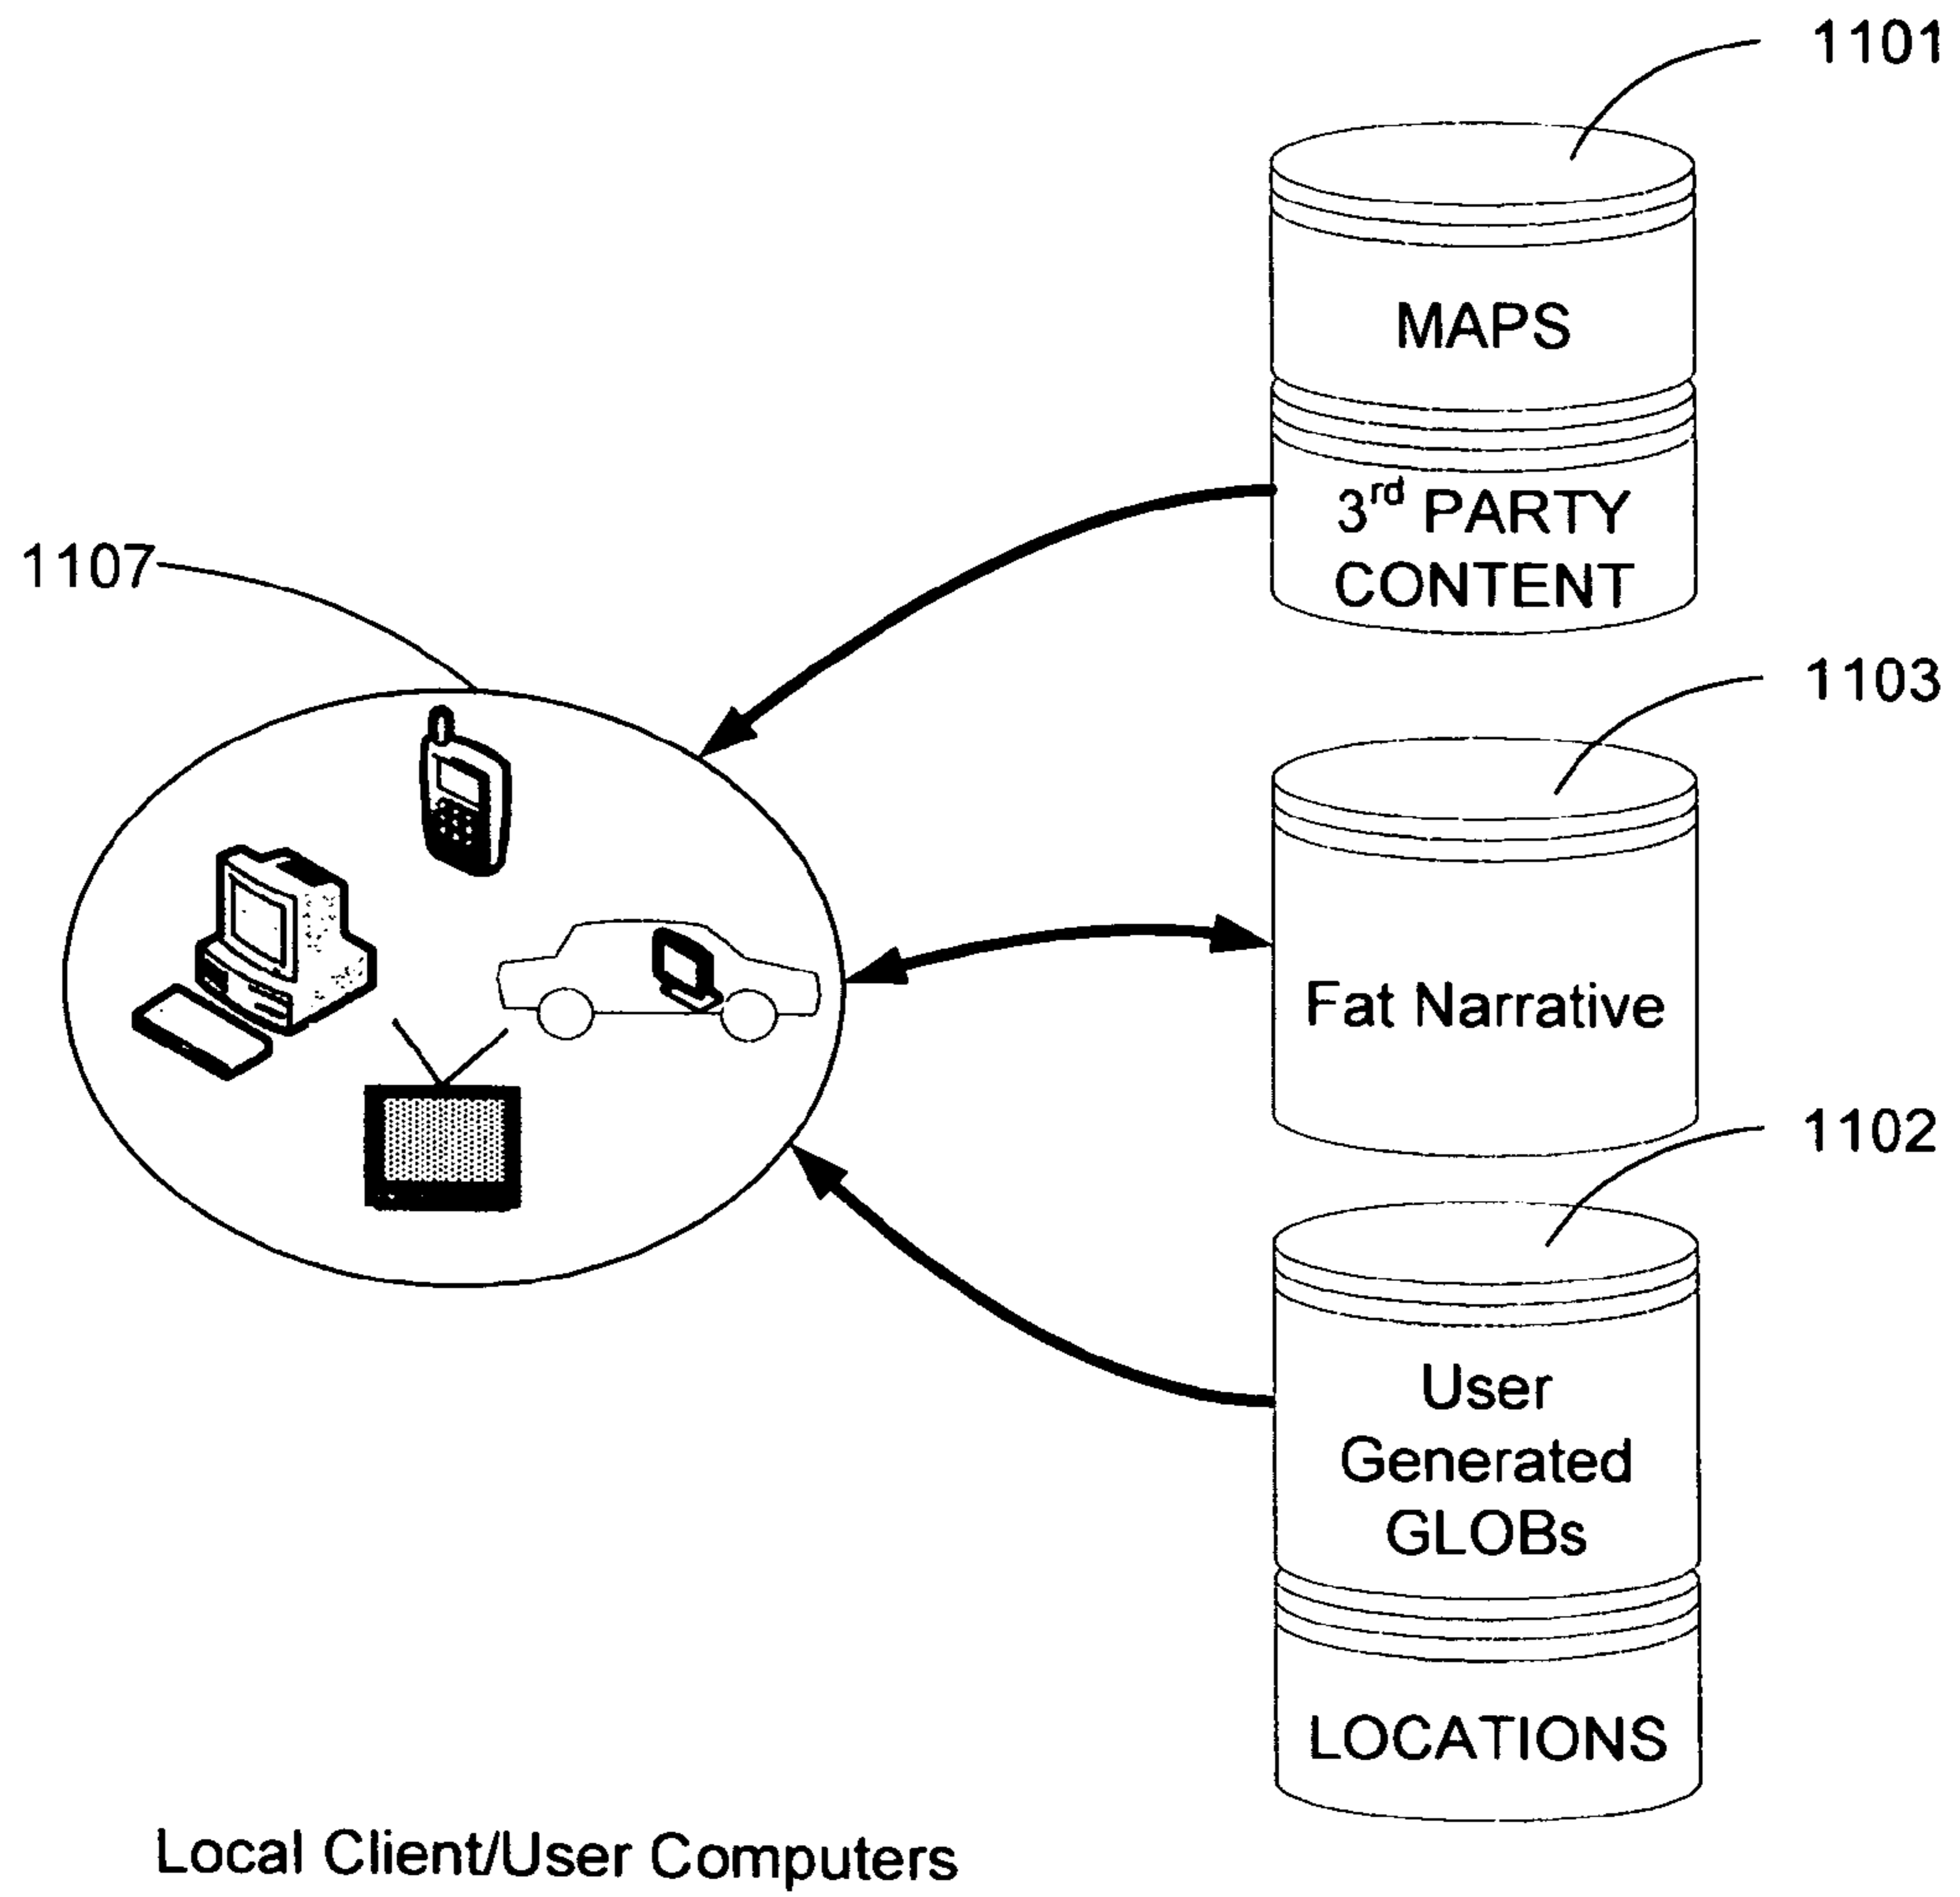 1101
MAPS
3rd PARTY
CONTENT
1107
1103
Fat Narrative
1102
User
Generated
GLOBs
LOCATIONS
Local Client/User Computers